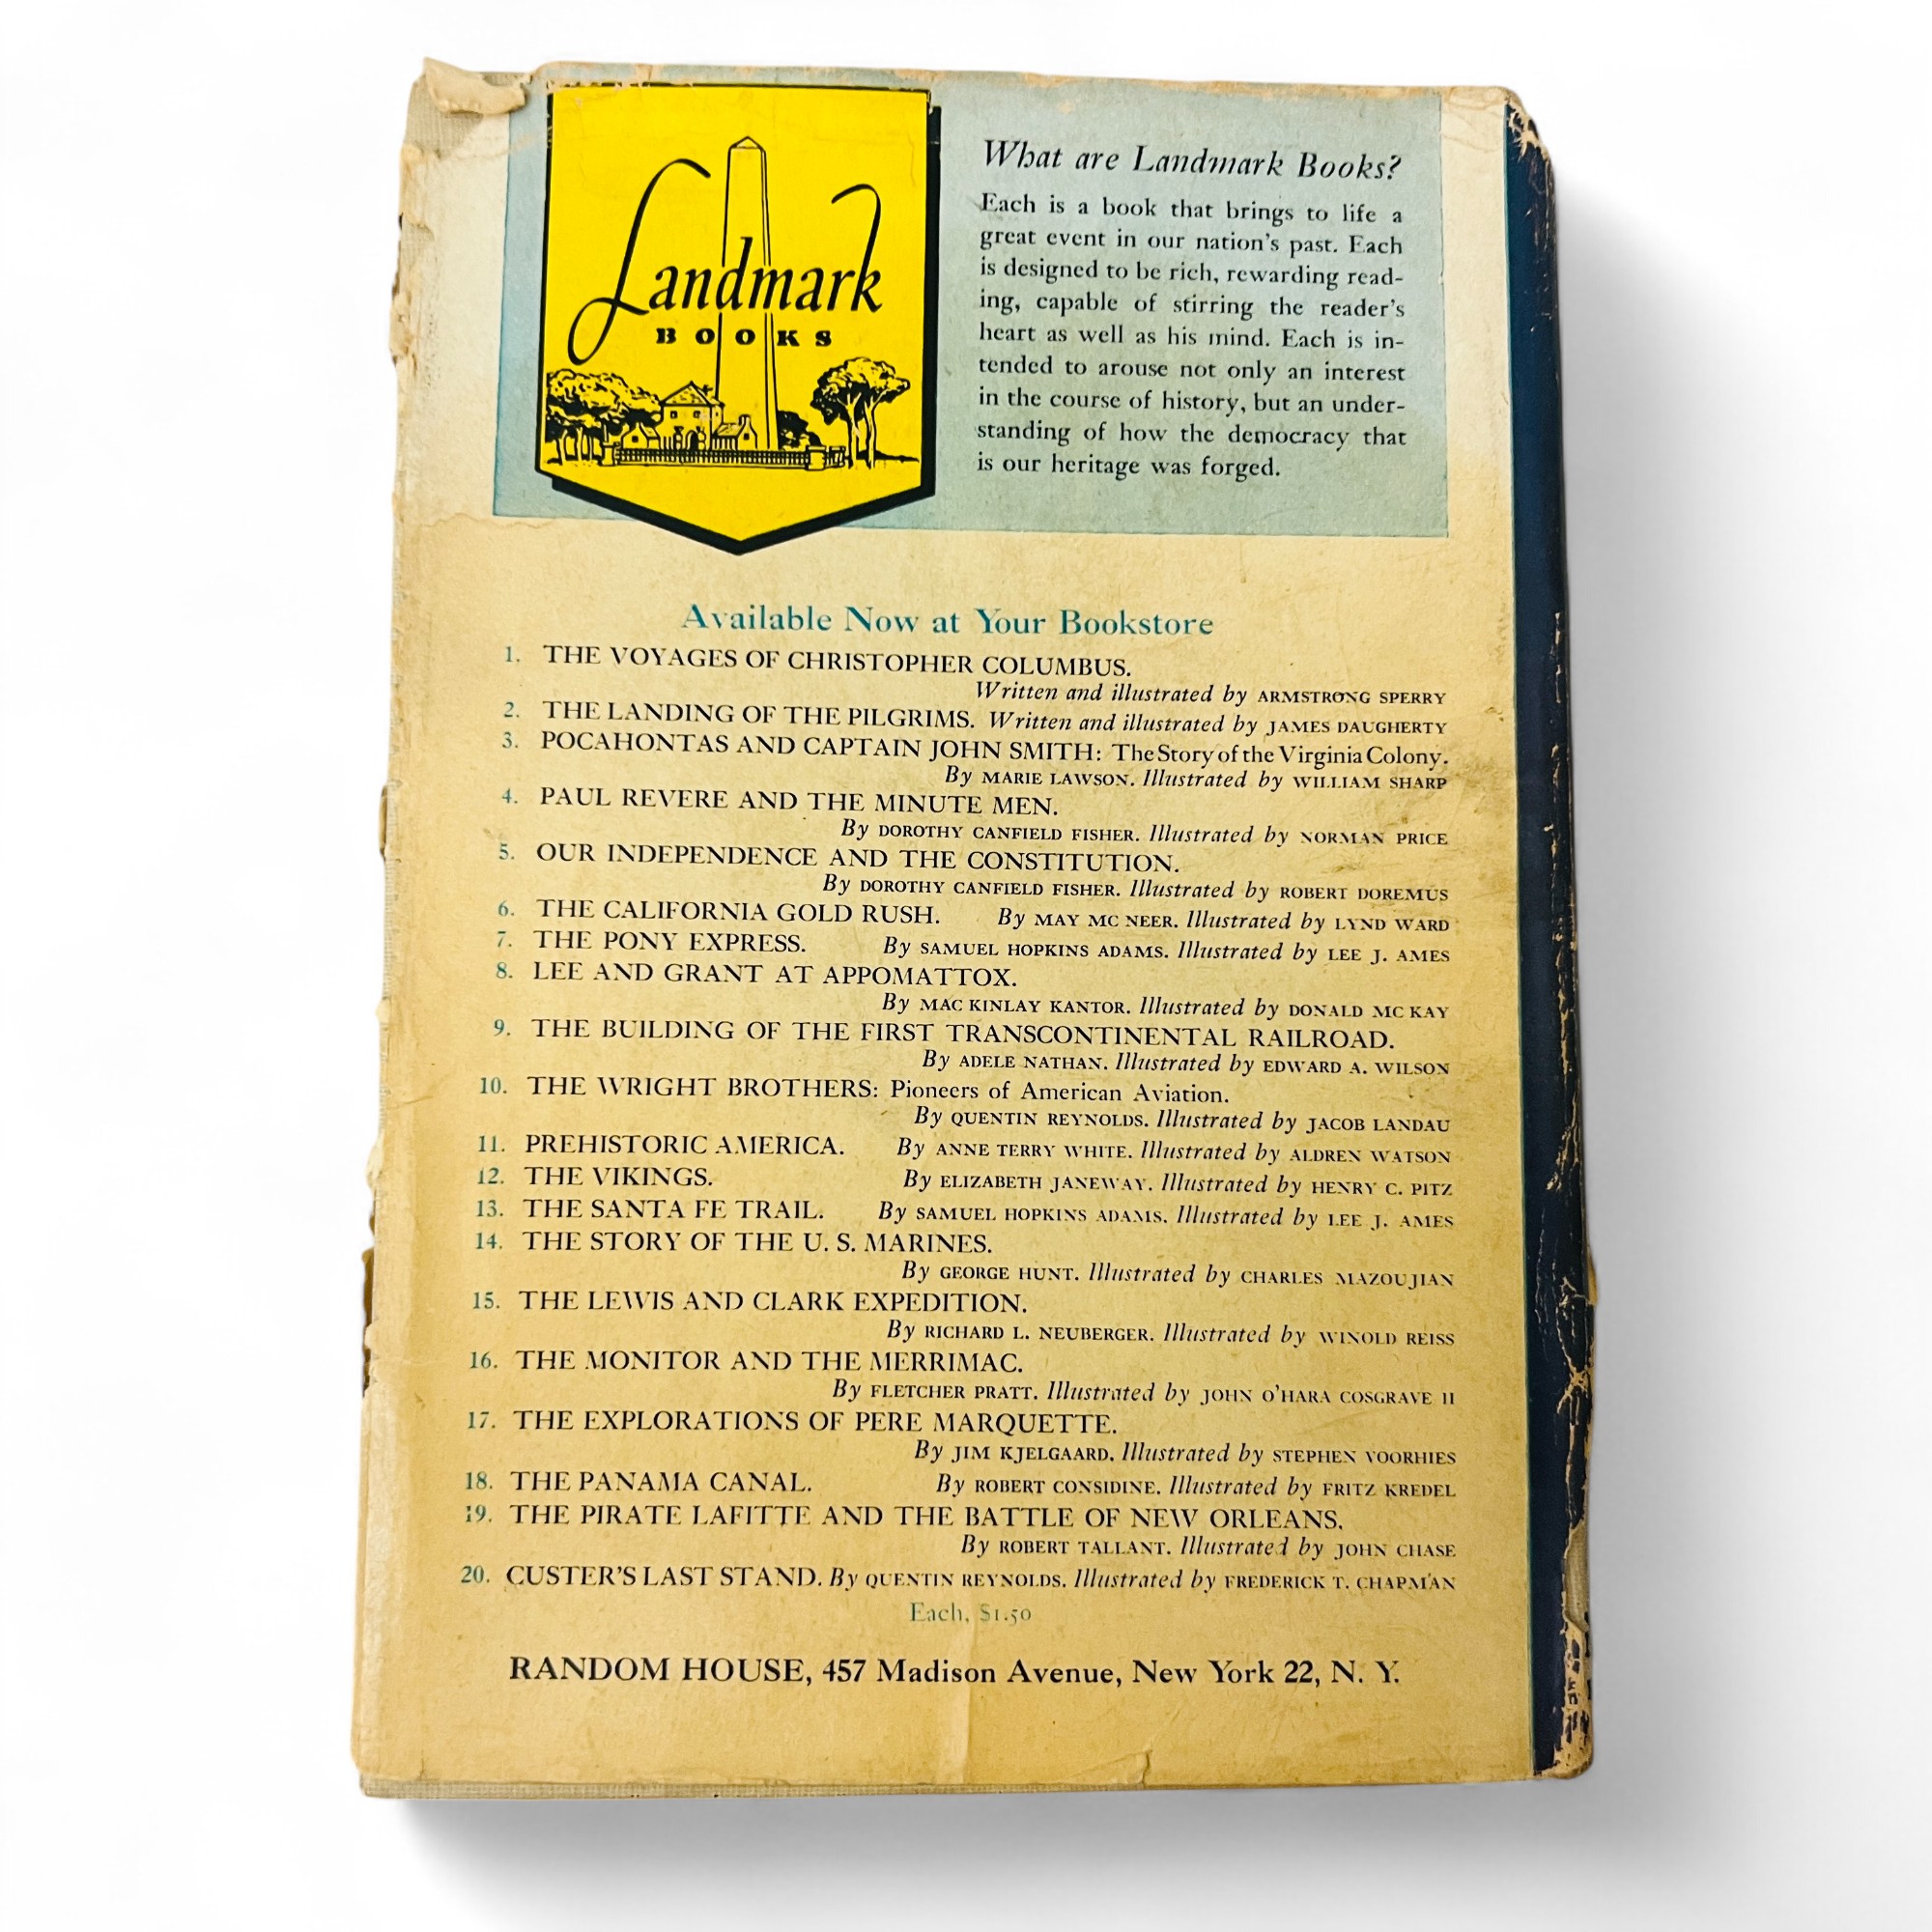 Landmark
BOOKS
What are Landmark Books?
Each is a book that brings to life a
great event in our nation's past. Each
is designed to be rich, rewarding read-
ing, capable of stirring the reader's
heart as well as his mind. Each is in-
tended to arouse not only an interest
in the course of history, but an under-
standing of how the democracy that
is our heritage was forged.
Available Now at Your Bookstore
1. THE VOYAGES OF CHRISTOPHER COLUMBUS.
Written and illustrated by ARMSTRONG SPERRY
2. THE LANDING OF THE PILGRIMS. Written and illustrated by JAMES DAUGHERTY
3. POCAHONTAS AND CAPTAIN JOHN SMITH: The Story of the Virginia Colony.
By MARIE LAWSON. Illustrated by WILLIAM SHARP
4. PAUL REVERE AND THE MINUTE MEN.
By DOROTHY CANFIELD FISHER. Illustrated by NORMAN PRICE
5. OUR INDEPENDENCE AND THE CONSTITUTION.
By DOROTHY CANFIELD FISHER. Illustrated by ROBERT DOREMUS
6. THE CALIFORNIA GOLD RUSH. By MAY MC NEER. Illustrated by LYND WARD
7. THE PONY EXPRESS. By SAMUEL HOPKINS ADAMS. Illustrated by LEE J. AMES
8. LEE AND GRANT AT APPOMATTOX.
By MAC KINLAY KANTOR. Illustrated by DONALD MC KAY
9. THE BUILDING OF THE FIRST TRANSCONTINENTAL RAILROAD.
By ADELE NATHAN. Illustrated by EDWARD A. WILSON
10. THE WRIGHT BROTHERS: Pioneers of American Aviation.
By QUENTIN REYNOLDS. Illustrated by JACOB LANDAU
11. PREHISTORIC AMERICA. By ANNE TERRY WHITE. Illustrated by ALDREN WATSON
12. THE VIKINGS. By ELIZABETH JANEWAY. Illustrated by HENRY C. PITZ
13. THE SANTA FE TRAIL. By SAMUEL HOPKINS ADAMS. Illustrated by LEE J. AMES
14. THE STORY OF THE U. S. MARINES.
By GEORGE HUNT. Illustrated by CHARLES MAZOUJIAN
15. THE LEWIS AND CLARK EXPEDITION.
By RICHARD L. NEUBERGER. Illustrated by WINOLD REISS
16. THE MONITOR AND THE MERRIMAC.
By FLETCHER PRATT. Illustrated by JOHN O'HARA COSGRAVE II
17. THE EXPLORATIONS OF PERE MARQUETTE.
By JIM KJELGAARD. Illustrated by STEPHEN VOORHIES
18. THE PANAMA CANAL. By ROBERT CONSIDINE. Illustrated by FRITZ KREDEL
19. THE PIRATE LAFITTE AND THE BATTLE OF NEW ORLEANS.
By ROBERT TALLANT. Illustrated by JOHN CHASE
20. CUSTER'S LAST STAND. By QUENTIN REYNOLDS. Illustrated by FREDERICK T. CHAPMAN
Each, $1.50
RANDOM HOUSE, 457 Madison Avenue, New York 22, N. Y.